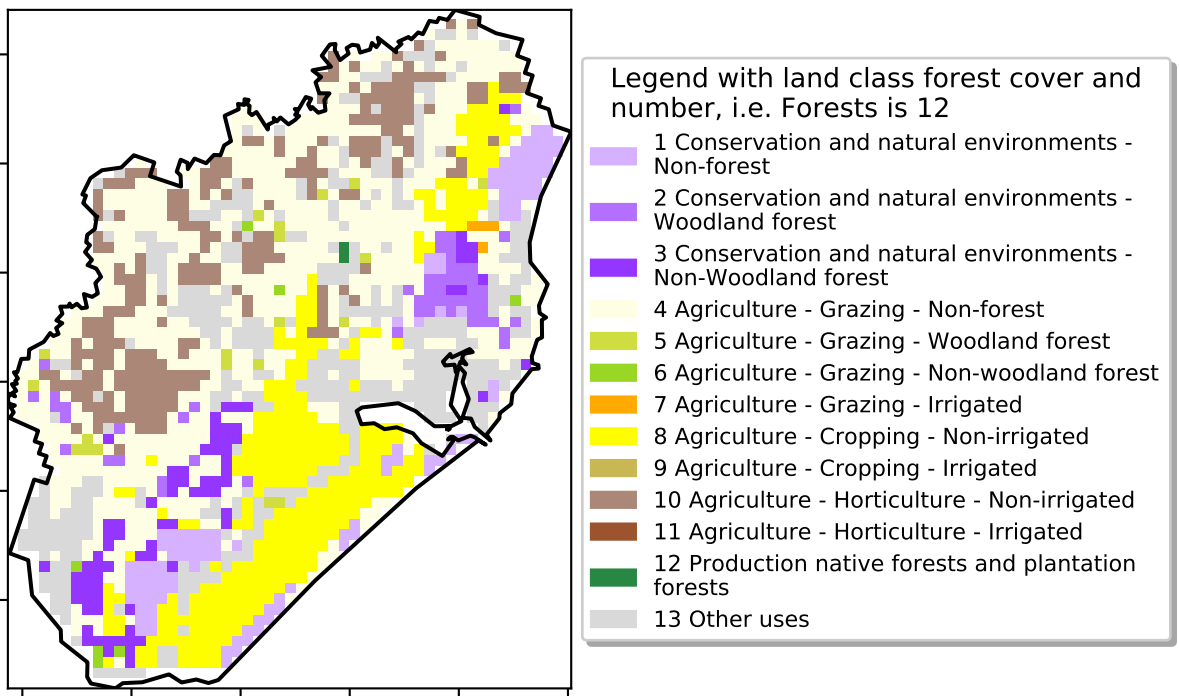 Legend with land class forest cover and
number, i.e. Forests is 12
1 Conservation and natural environments -
Non-forest
2 Conservation and natural environments -
Woodland forest
3 Conservation and natural environments -
Non-Woodland forest
4 Agriculture - Grazing - Non-forest
5 Agriculture - Grazing - Woodland forest
6 Agriculture - Grazing - Non-woodland forest
7 Agriculture - Grazing - Irrigated
8 Agriculture - Cropping - Non-irrigated
9 Agriculture - Cropping - Irrigated
10 Agriculture - Horticulture - Non-irrigated
11 Agriculture - Horticulture - Irrigated
12 Production native forests and plantation
forests
13 Other uses